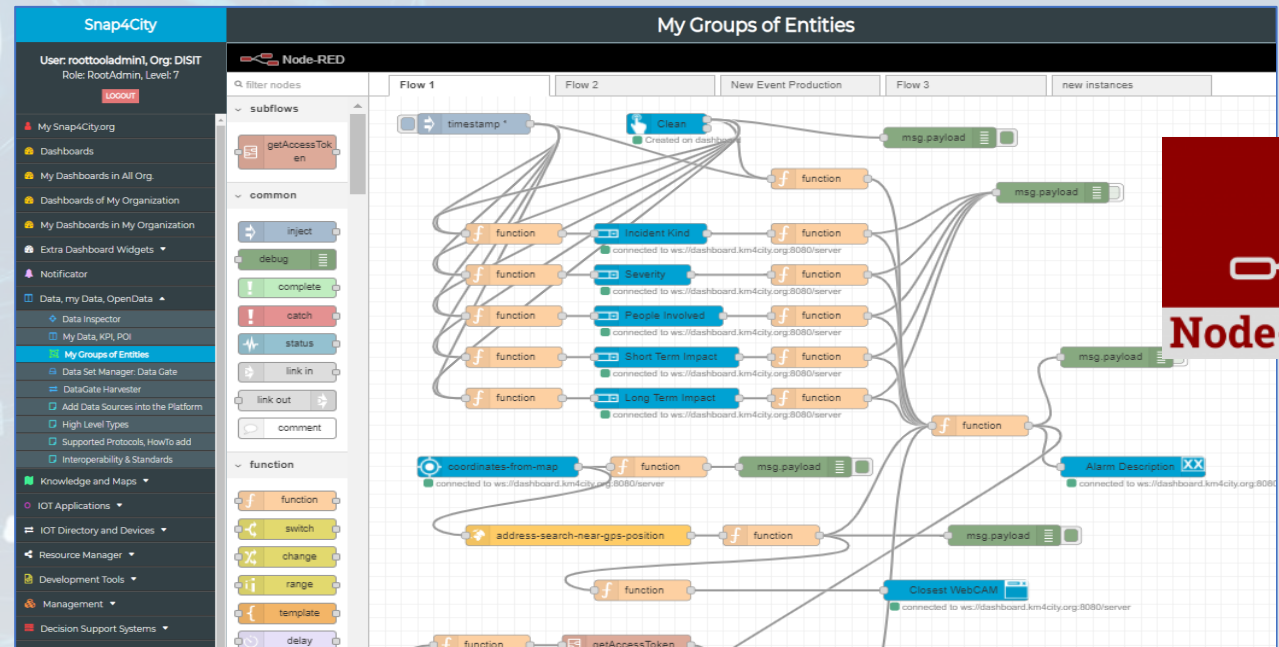 Snap4City
My Groups of Entities
User: roottooladmin1, Org: DISIT
Role: RootAdmin, Level: 7
LOGOUT
My Snap4City.org
Dashboards
My Dashboards in All Org.
Dashboards of My Organization
My Dashboards in My Organization
Extra Dashboard Widgets
Notificator
Data, my Data, OpenData
Data Inspector
My Data, KPI, POI
My Groups of Entities
Data Set Manager: Data Gate
DataGate Harvester
Add Data Sources into the Platform
High Level Types
Supported Protocols, HowTo add
Interoperability & Standards
Knowledge and Maps
IOT Applications
IOT Directory and Devices
Resource Manager
Development Tools
Management
Decision Support Systems
Node-RED
filter nodes
subflows
getAccessTok
en
common
inject
debug
complete
catch
status
link in
link out
comment
function
function
switch
change
range
template
delay
Flow 1
Flow 2
New Event Production
Flow 3
new instances
timestamp *
Clean
Created on dashboard
msg.payload
function
msg.payload
function
Incident Kind
function
connected to ws://dashboard.km4city.org:8080/server
function
Severity
function
connected to ws://dashboard.km4city.org:8080/server
function
People Involved
function
connected to ws://dashboard.km4city.org:8080/server
function
Short Term Impact
function
msg.payload
connected to ws://dashboard.km4city.org:8080/server
function
Long Term Impact
function
connected to ws://dashboard.km4city.org:8080/server
function
coordinates-from-map
function
msg.payload
Alarm Description
XX
connected to ws://dashboard.km4city.org:8080/server
connected to ws://dashboard.km4city.org:808
address-search-near-gps-position
function
msg.payload
function
Closest WebCAM
connected to ws://dashboard.km4city.org:8080/server
function
getAccessToken
Node